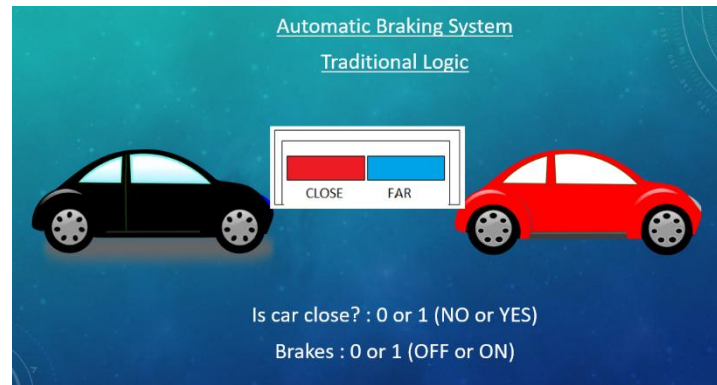 Automatic Braking System
Traditional Logic
CLOSE FAR
Is car close? : 0 or 1 (NO or YES)
Brakes : 0 or 1 (OFF or ON)